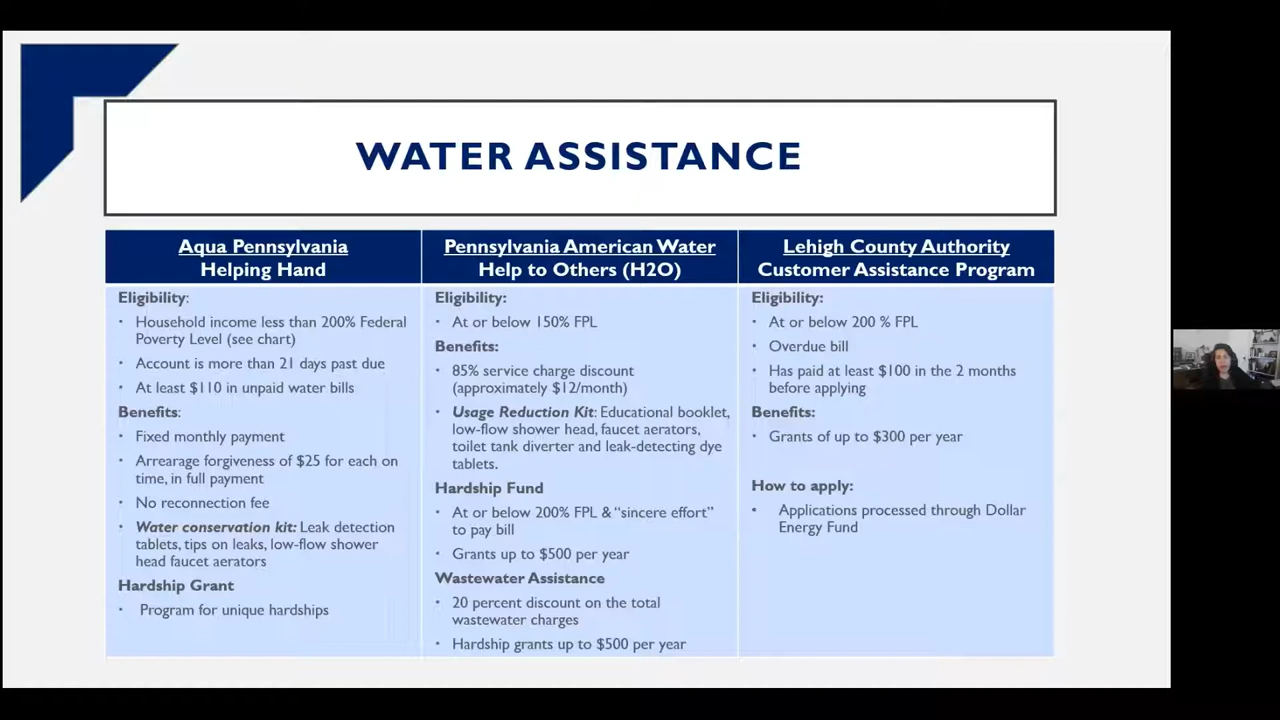 WATER ASSISTANCE
Aqua Pennsylvania
Helping Hand
Eligibility:
• Household income less than 200% Federal
Poverty Level (see chart)
• Account is more than 21 days past due
• At least $110 in unpaid water bills
Benefits:
• Fixed monthly payment
• Arrearage forgiveness of $25 for each on
time, in full payment
• No reconnection fee
• Water conservation kit: Leak detection
tablets, tips on leaks, low-flow shower
head faucet aerators
Hardship Grant
• Program for unique hardships
Pennsylvania American Water
Help to Others (H2O)
Eligibility:
• At or below 150% FPL
Benefits:
• 85% service charge discount
(approximately $12/month)
• Usage Reduction Kit: Educational booklet,
low-flow shower head, faucet aerators,
toilet tank diverter and leak-detecting dye
tablets.
Hardship Fund
• At or below 200% FPL & “sincere effort”
to pay bill
• Grants up to $500 per year
Wastewater Assistance
• 20 percent discount on the total
wastewater charges
• Hardship grants up to $500 per year
Lehigh County Authority
Customer Assistance Program
Eligibility:
• At or below 200 % FPL
• Overdue bill
• Has paid at least $100 in the 2 months
before applying
Benefits:
• Grants of up to $300 per year
How to apply:
• Applications processed through Dollar
Energy Fund